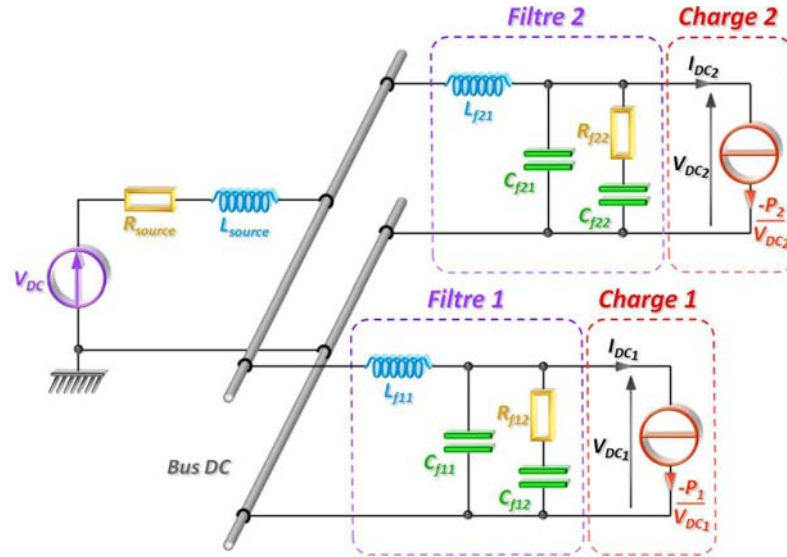 Filtre 2
Charge 2
I_DC2
L_f21
R_f22
C_f21
V_DC2
C_f22
-P_2
V_DC2
R_source
L_source
V_DC
Filtre 1
Charge 1
I_DC1
L_f11
R_f12
C_f11
V_DC1
C_f12
-P_1
V_DC1
Bus DC